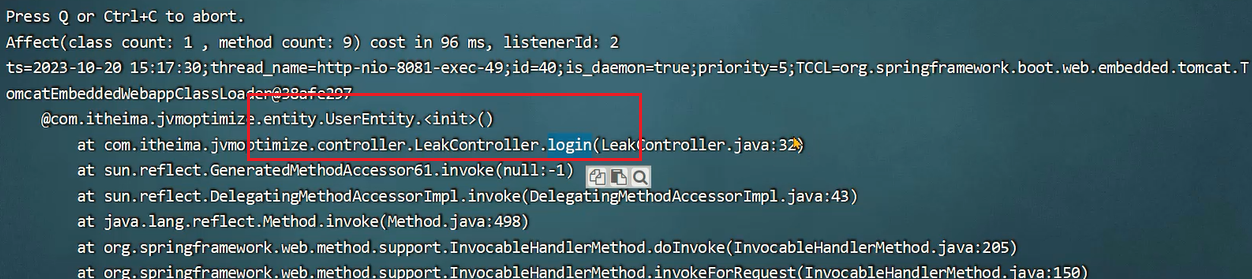 Press Q or Ctrl+C to abort.
Affect(class count: 1 , method count: 9) cost in 96 ms, listenerId: 2
ts=2023-10-20 15:17:30;thread_name=http-nio-8081-exec-49;id=40;is_daemon=true;priority=5;TCCL=org.springframework.boot.web.embedded.tomcat.T
omcatEmbeddedWebappClassLoader@38afe297
@com.itheima.jvmoptimize.entity.UserEntity.<init>()
at com.itheima.jvmoptimize.controller.LeakController.login(LeakController.java:32)
at sun.reflect.GeneratedMethodAccessor61.invoke(null:-1)
at sun.reflect.DelegatingMethodAccessorImpl.invoke(DelegatingMethodAccessorImpl.java:43)
at java.lang.reflect.Method.invoke(Method.java:498)
at org.springframework.web.method.support.InvocableHandlerMethod.doInvoke(InvocableHandlerMethod.java:205)
at org.springframework.web.method.support.InvocableHandlerMethod.invokeForRequest(InvocableHandlerMethod.java:150)